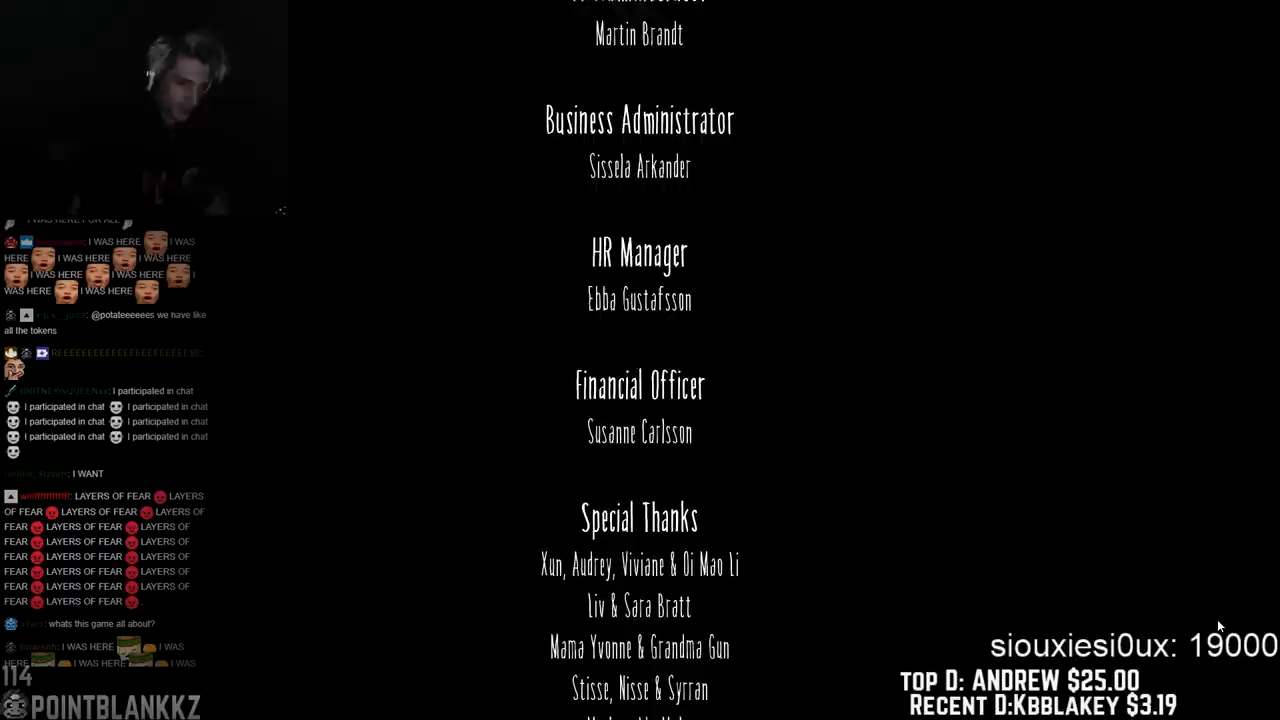 Martin Brandt
Business Administrator
Sissela Arkander
HR Manager
Ebba Gustafsson
Financial Officer
Susanne Carlsson
Special Thanks
Xun, Audrey, Viviane & Oi Mao Li
Liv & Sara Bratt
Mama Yvonne & Grandma Gun
Stisse, Nisse & Syrran
I WAS HERE FOR ALL
: I WAS HERE I WAS
HERE I WAS HERE I WAS HERE
I WAS HERE I WAS HERE I
WAS HERE I WAS HERE
: @potateeeeees we have like
all the tokens
: I participated in chat
I participated in chat I participated in chat
I participated in chat I participated in chat
I participated in chat I participated in chat
: I WANT
: LAYERS OF FEAR LAYERS
OF FEAR LAYERS OF FEAR LAYERS OF
FEAR LAYERS OF FEAR LAYERS OF
FEAR LAYERS OF FEAR LAYERS OF
FEAR LAYERS OF FEAR LAYERS OF
FEAR LAYERS OF FEAR LAYERS OF
FEAR LAYERS OF FEAR LAYERS OF
FEAR LAYERS OF FEAR .
: whats this game all about?
: I WAS HERE I WAS
HERE I WAS HERE I WAS
114
POINTBLANKKZ
siouxiesi0ux: 19000
TOP D: ANDREW $25.00
RECENT D:KBBLAKEY $3.19